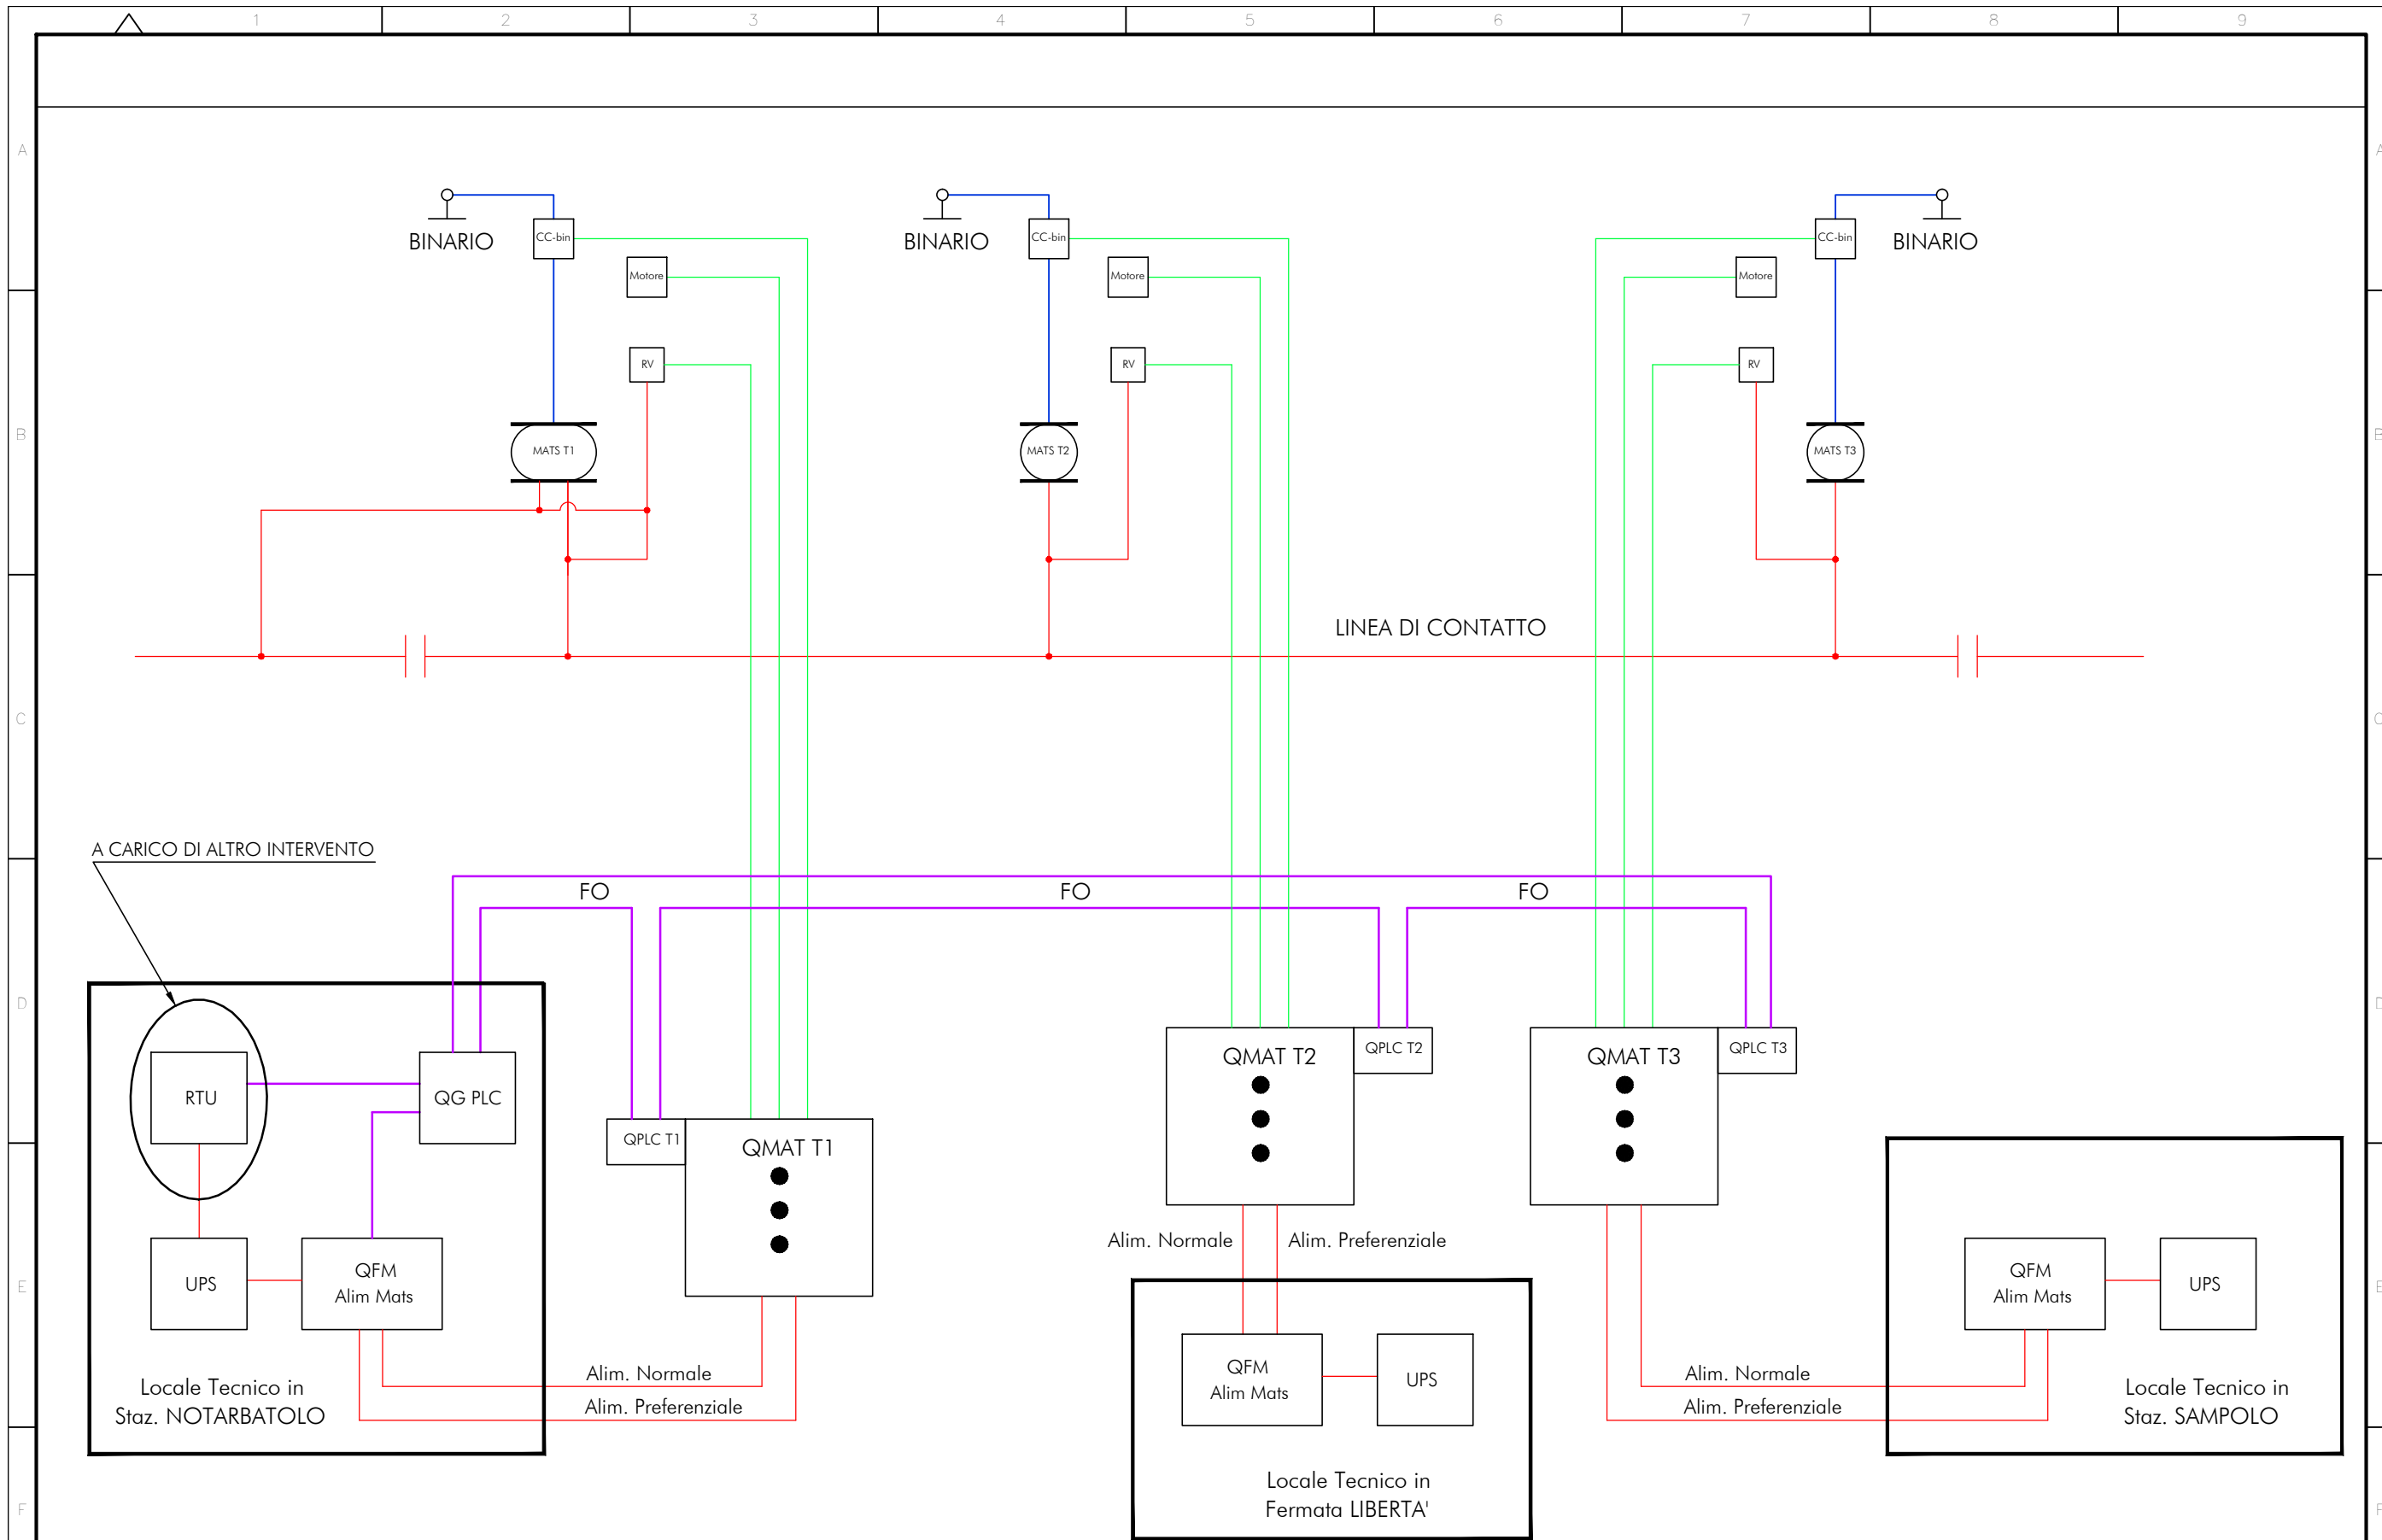 1 2 3 4 5 6 7 8 9
A A
BINARIO
CC-bin
Motore
RV
BINARIO
CC-bin
Motore
RV
CC-bin
Motore
RV
BINARIO
B B
MATS T1
MATS T2
MATS T3
LINEA DI CONTATTO
C C
A CARICO DI ALTRO INTERVENTO
FO
FO
FO
D D
RTU
QG PLC
QPLC T1
QMAT T1
QMAT T2
QPLC T2
QMAT T3
QPLC T3
E E
UPS
QFM
Alim Mats
Alim. Normale
Alim. Preferenziale
Locale Tecnico in
Staz. NOTARBATOLO
Alim. Normale
Alim. Preferenziale
QFM
Alim Mats
UPS
Locale Tecnico in
Fermata LIBERTA'
Alim. Normale
Alim. Preferenziale
QFM
Alim Mats
UPS
Locale Tecnico in
Staz. SAMPOLO
F F